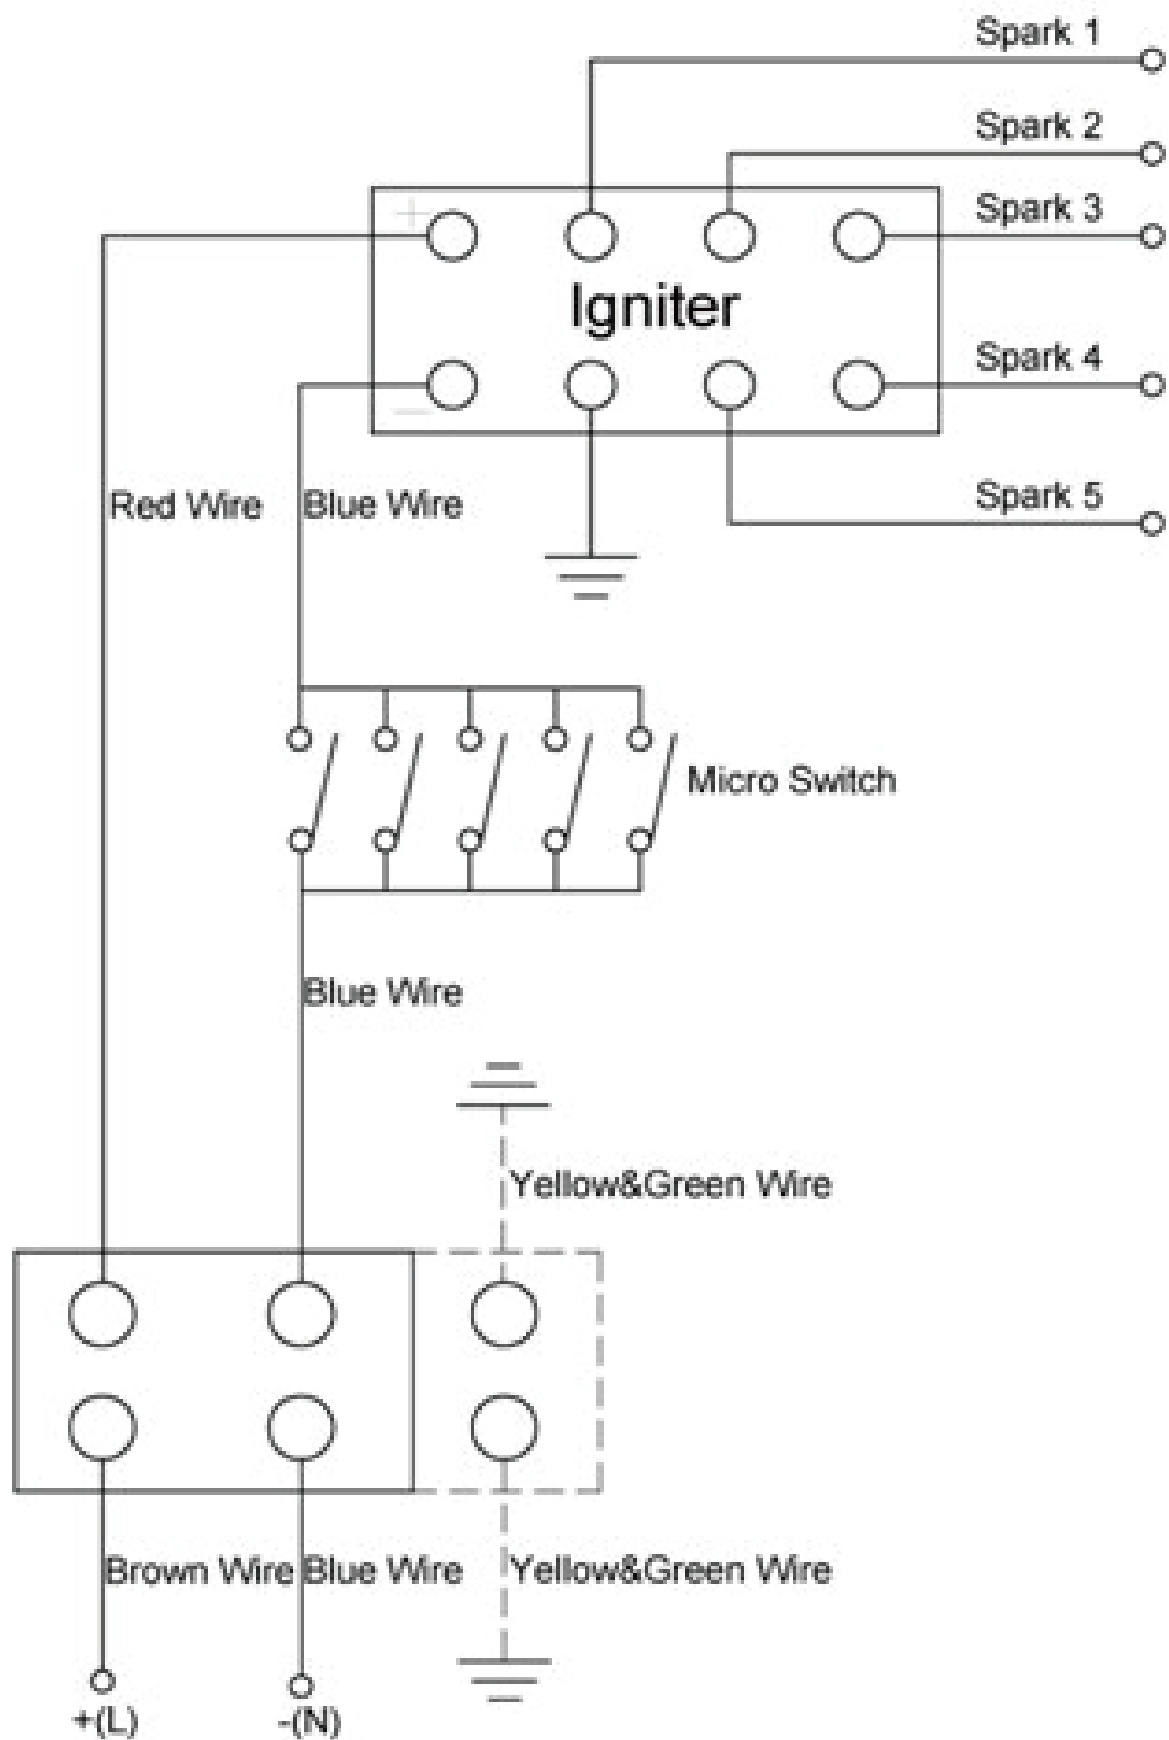 Spark 1
Spark 2
Spark 3
+
Igniter
Spark 4
-
Spark 5
Red Wire
Blue Wire
Micro Switch
Blue Wire
Yellow&Green Wire
Brown Wire
Blue Wire
Yellow&Green Wire
+(L)
-(N)